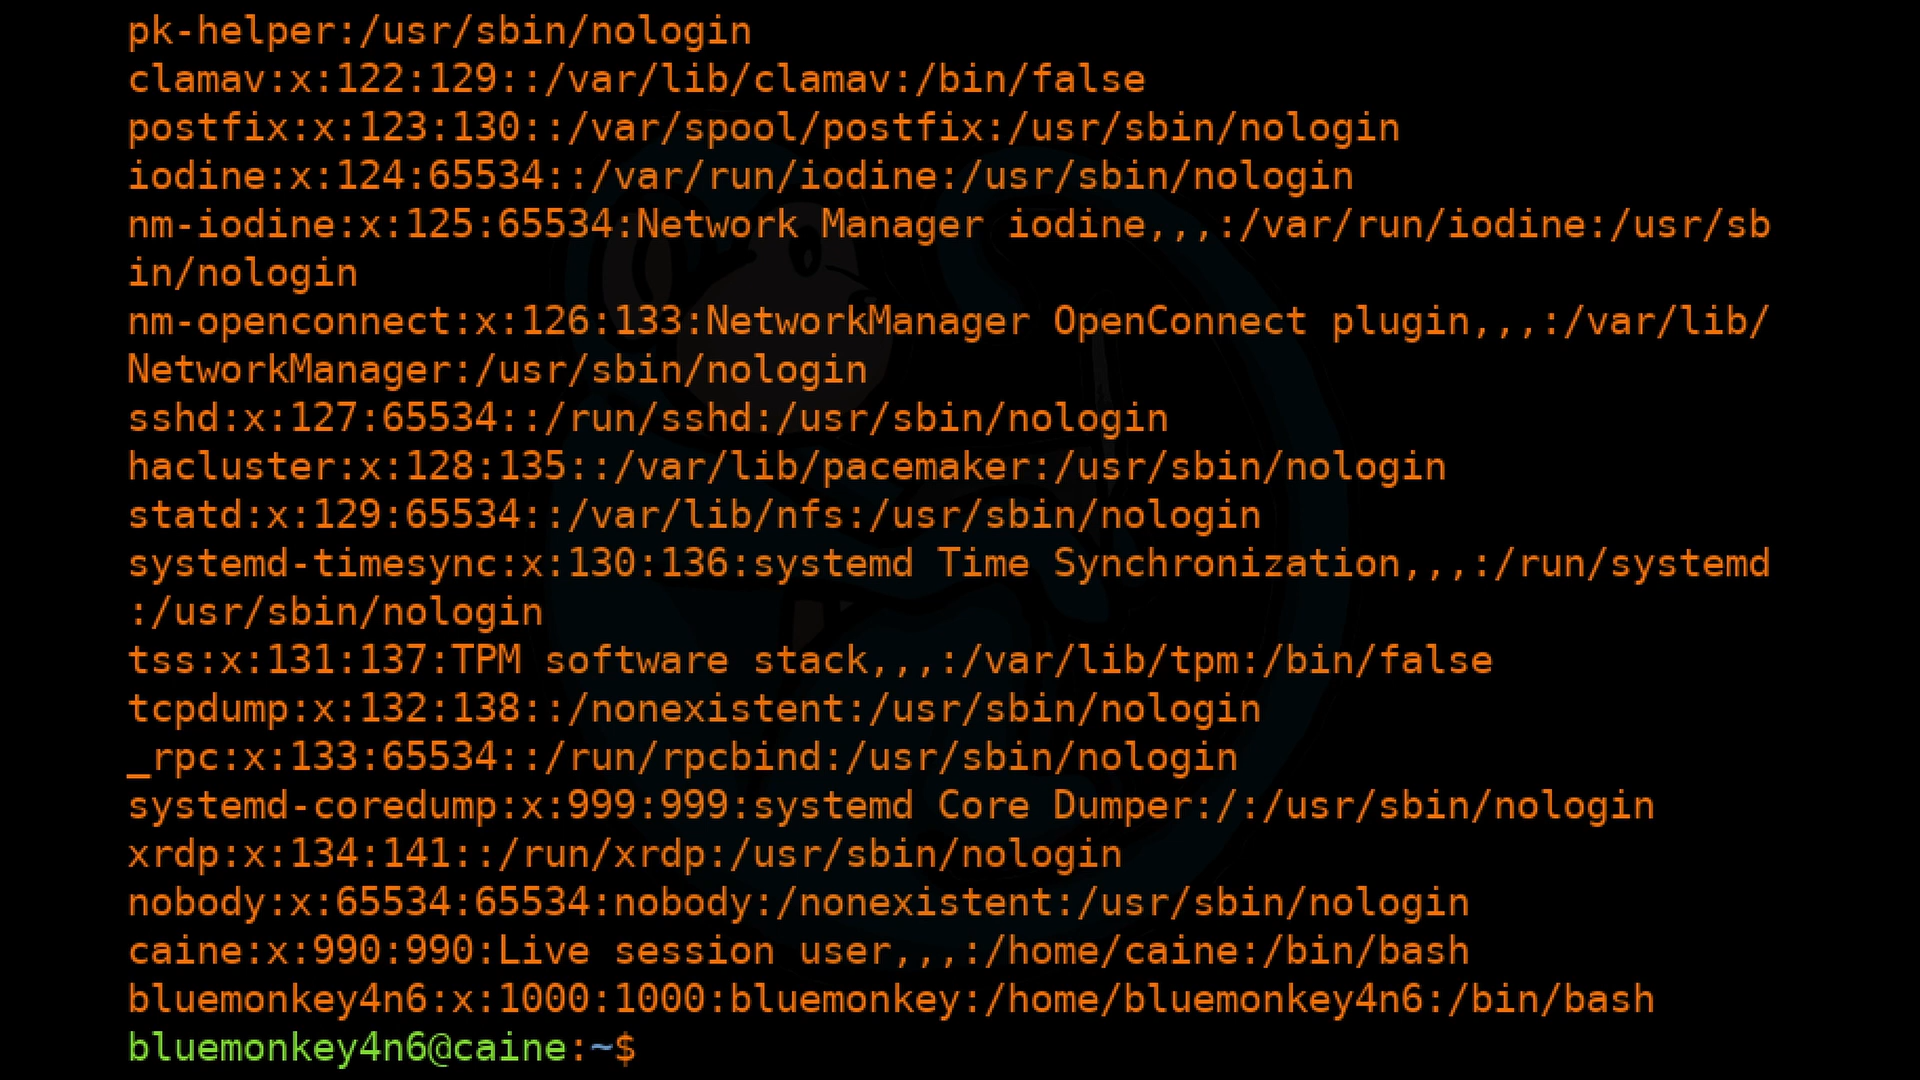 pk-helper:/usr/sbin/nologin
clamav:x:122:129::/var/lib/clamav:/bin/false
postfix:x:123:130::/var/spool/postfix:/usr/sbin/nologin
iodine:x:124:65534::/var/run/iodine:/usr/sbin/nologin
nm-iodine:x:125:65534:Network Manager iodine,,,:/var/run/iodine:/usr/sb
in/nologin
nm-openconnect:x:126:133:NetworkManager OpenConnect plugin,,,:/var/lib/
NetworkManager:/usr/sbin/nologin
sshd:x:127:65534::/run/sshd:/usr/sbin/nologin
hacluster:x:128:135::/var/lib/pacemaker:/usr/sbin/nologin
statd:x:129:65534::/var/lib/nfs:/usr/sbin/nologin
systemd-timesync:x:130:136:systemd Time Synchronization,,,:/run/systemd
:/usr/sbin/nologin
tss:x:131:137:TPM software stack,,,:/var/lib/tpm:/bin/false
tcpdump:x:132:138::/nonexistent:/usr/sbin/nologin
_rpc:x:133:65534::/run/rpcbind:/usr/sbin/nologin
systemd-coredump:x:999:999:systemd Core Dumper:/:/usr/sbin/nologin
xrdp:x:134:141::/run/xrdp:/usr/sbin/nologin
nobody:x:65534:65534:nobody:/nonexistent:/usr/sbin/nologin
caine:x:990:990:Live session user,,,:/home/caine:/bin/bash
bluemonkey4n6:x:1000:1000:bluemonkey:/home/bluemonkey4n6:/bin/bash
bluemonkey4n6@caine:~$